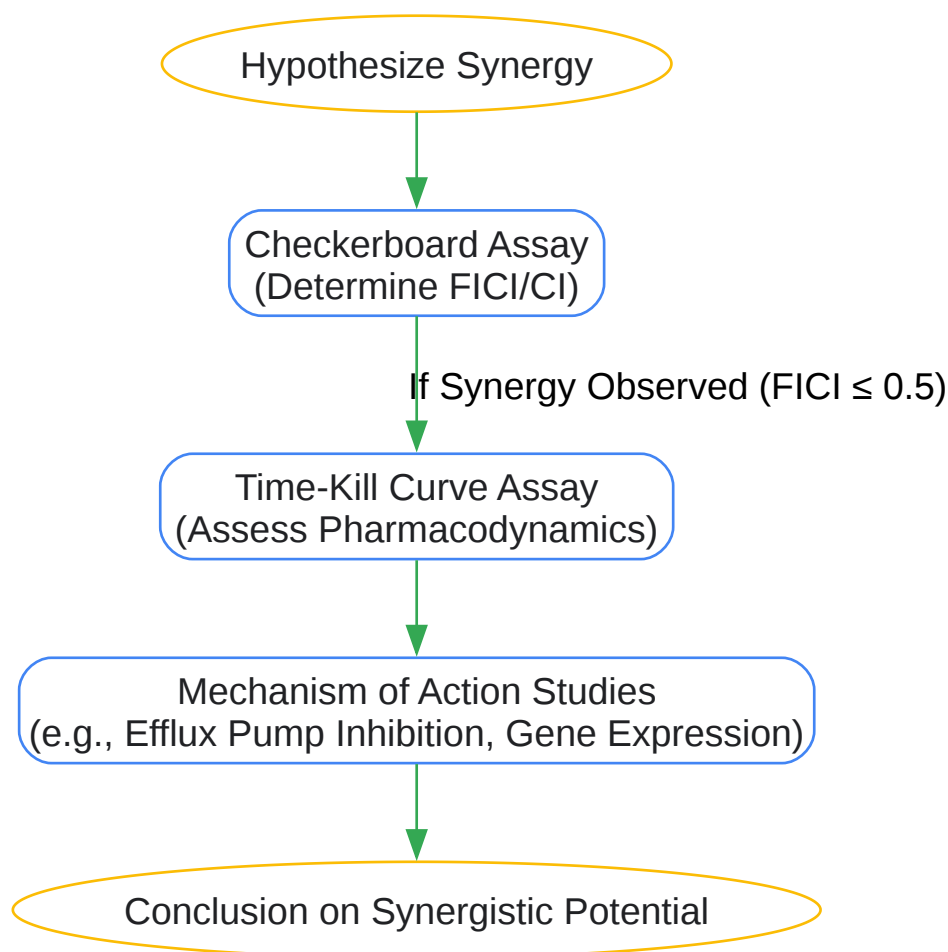 Hypothesize Synergy
Checkerboard Assay
(Determine FICI/CI)
If Synergy Observed (FICI ≤ 0.5)
Time-Kill Curve Assay
(Assess Pharmacodynamics)
Mechanism of Action Studies
(e.g., Efflux Pump Inhibition, Gene Expression)
Conclusion on Synergistic Potential